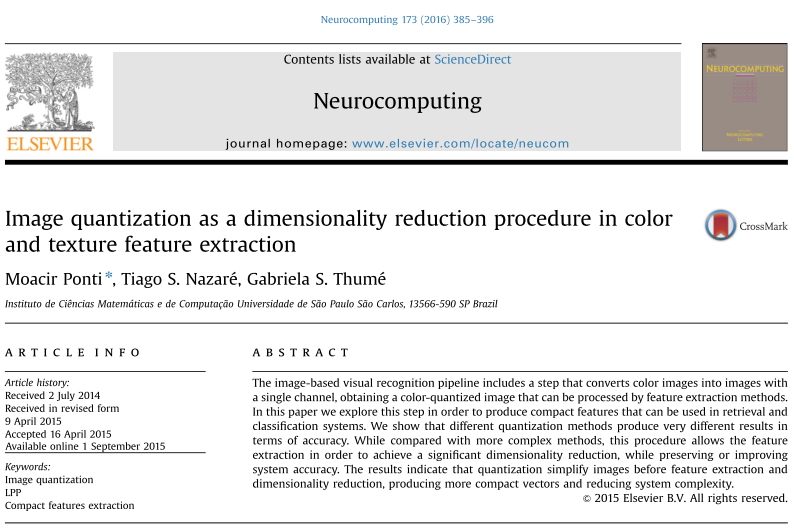 Neurocomputing 173 (2016) 385–396
Contents lists available at ScienceDirect
Neurocomputing
journal homepage: www.elsevier.com/locate/neucom
ELSEVIER
NEUROCOMPUTING
Image quantization as a dimensionality reduction procedure in color
and texture feature extraction
CrossMark
Moacir Ponti *, Tiago S. Nazaré, Gabriela S. Thumé
Instituto de Ciências Matemáticas e de Computação Universidade de São Paulo São Carlos, 13566-590 SP Brazil
ARTICLE INFO
Article history:
Received 2 July 2014
Received in revised form
9 April 2015
Accepted 16 April 2015
Available online 1 September 2015
Keywords:
Image quantization
LPP
Compact features extraction
ABSTRACT
The image-based visual recognition pipeline includes a step that converts color images into images with
a single channel, obtaining a color-quantized image that can be processed by feature extraction methods.
In this paper we explore this step in order to produce compact features that can be used in retrieval and
classification systems. We show that different quantization methods produce very different results in
terms of accuracy. While compared with more complex methods, this procedure allows the feature
extraction in order to achieve a significant dimensionality reduction, while preserving or improving
system accuracy. The results indicate that quantization simplify images before feature extraction and
dimensionality reduction, producing more compact vectors and reducing system complexity.
© 2015 Elsevier B.V. All rights reserved.